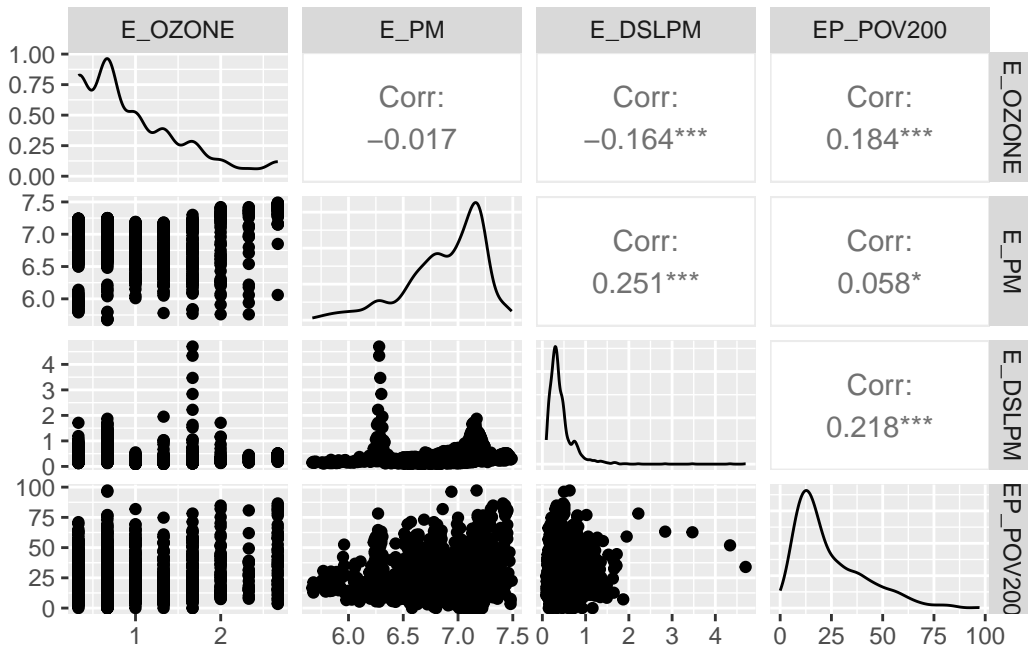 E_OZONE E_PM E_DSLPM EP_POV200
1.00
0.75
0.50
0.25
0.00
Corr:
−0.017
Corr:
−0.164***
Corr:
0.184***
E_OZONE
7.5
7.0
6.5
6.0
Corr:
0.251***
Corr:
0.058*
E_PM
4
3
2
1
0
Corr:
0.218***
E_DSLPM
100
75
50
25
0
EP_POV200
1 2 6.0 6.5 7.0 7.5 0 1 2 3 4 0 25 50 75 100